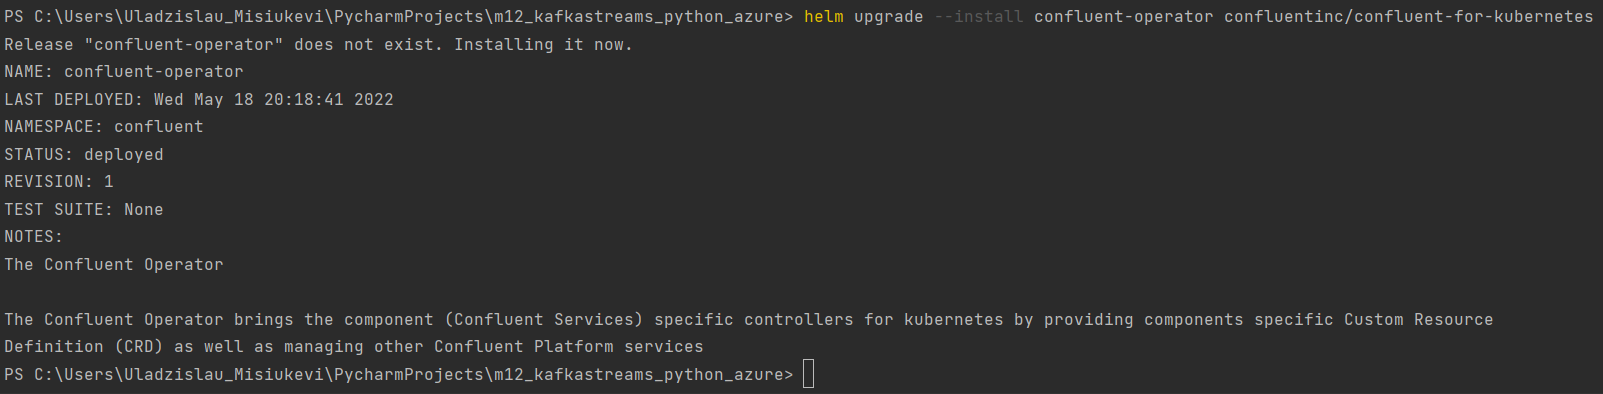 PS C:\Users\Uladzislau_Misiukevi\PycharmProjects\m12_kafkastreams_python_azure> helm upgrade --install confluent-operator confluentinc/confluent-for-kubernetes
Release "confluent-operator" does not exist. Installing it now.
NAME: confluent-operator
LAST DEPLOYED: Wed May 18 20:18:41 2022
NAMESPACE: confluent
STATUS: deployed
REVISION: 1
TEST SUITE: None
NOTES:
The Confluent Operator
The Confluent Operator brings the component (Confluent Services) specific controllers for kubernetes by providing components specific Custom Resource
Definition (CRD) as well as managing other Confluent Platform services
PS C:\Users\Uladzislau_Misiukevi\PycharmProjects\m12_kafkastreams_python_azure>